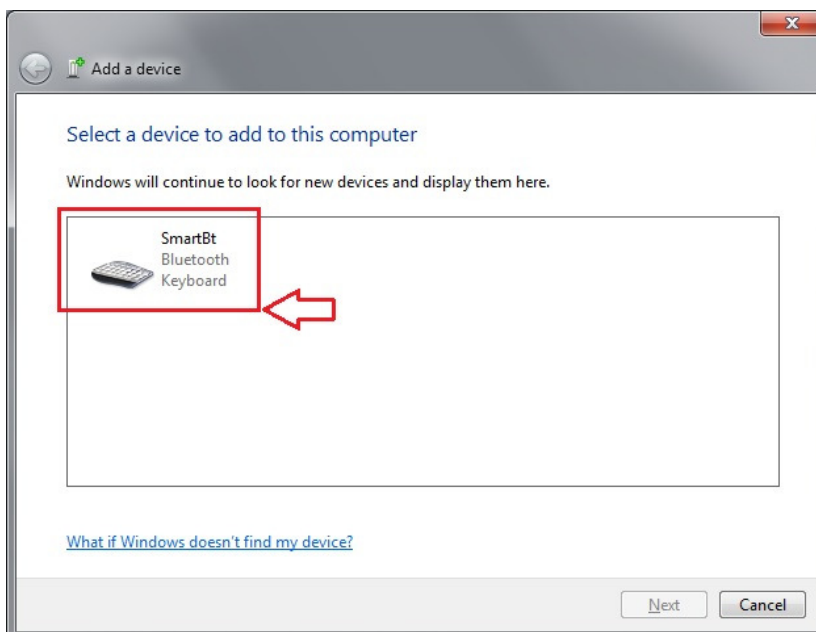 Add a device
Select a device to add to this computer
Windows will continue to look for new devices and display them here.
SmartBt
Bluetooth
Keyboard
What if Windows doesn't find my device?
Next
Cancel